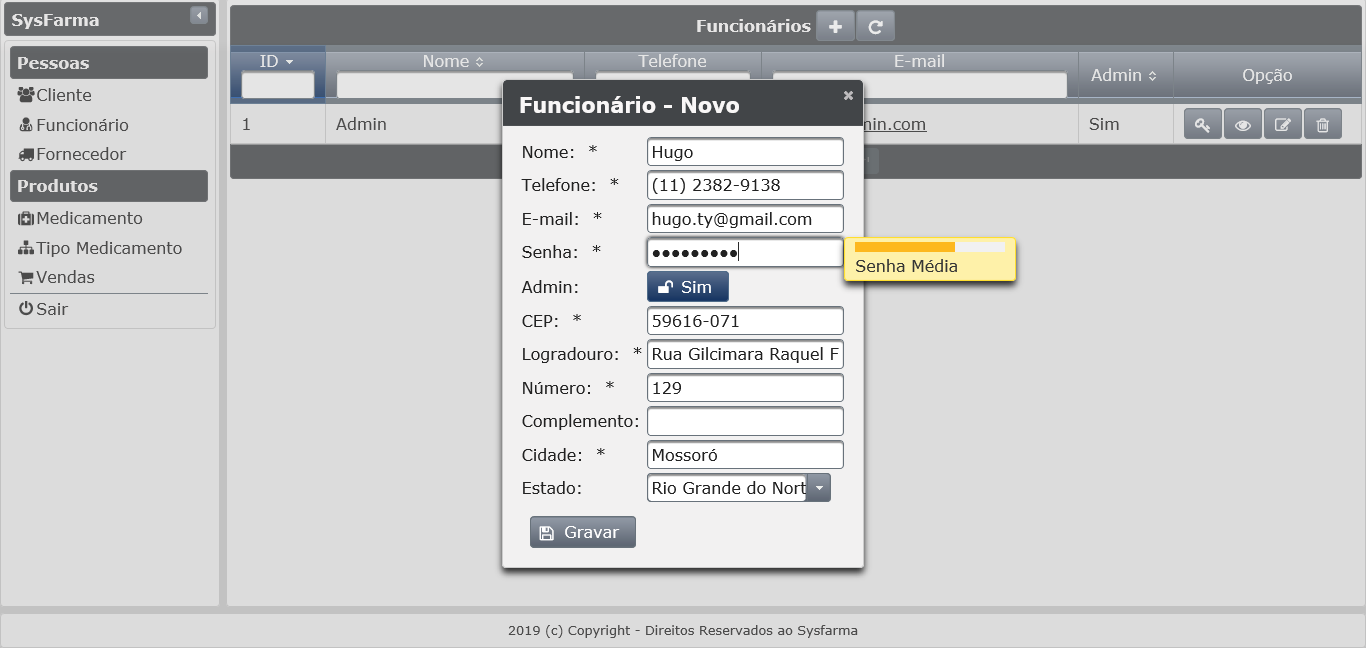 SysFarma
Pessoas
Cliente
Funcionário
Fornecedor
Produtos
Medicamento
Tipo Medicamento
Vendas
Sair
Funcionários
ID Nome Telefone E-mail Admin Opção
1 Admin in.com Sim
Funcionário - Novo
Nome: * Hugo
Telefone: * (11) 2382-9138
E-mail: * hugo.ty@gmail.com
Senha: * •••••••••
Senha Média
Admin: Sim
CEP: * 59616-071
Logradouro: * Rua Gilcimara Raquel F
Número: * 129
Complemento:
Cidade: * Mossoró
Estado: Rio Grande do Nort
Gravar
2019 (c) Copyright - Direitos Reservados ao Sysfarma